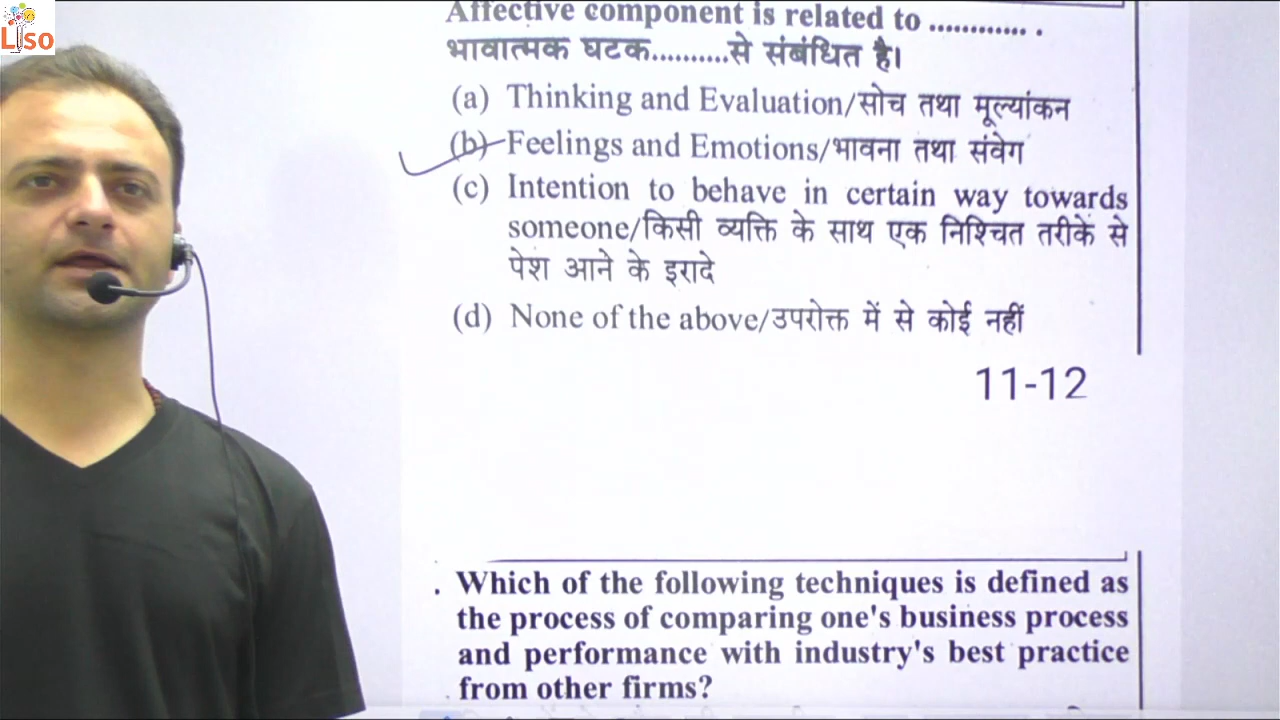 Liso
Affective component is related to ............ .
भावात्मक घटक..........से संबंधित है।
(a) Thinking and Evaluation/सोच तथा मूल्यांकन
(b) Feelings and Emotions/भावना तथा संवेग
(c) Intention to behave in certain way towards
someone/किसी व्यक्ति के साथ एक निश्चित तरीके से
पेश आने के इरादे
(d) None of the above/उपरोक्त में से कोई नहीं
11-12
. Which of the following techniques is defined as
the process of comparing one's business process
and performance with industry's best practice
from other firms?